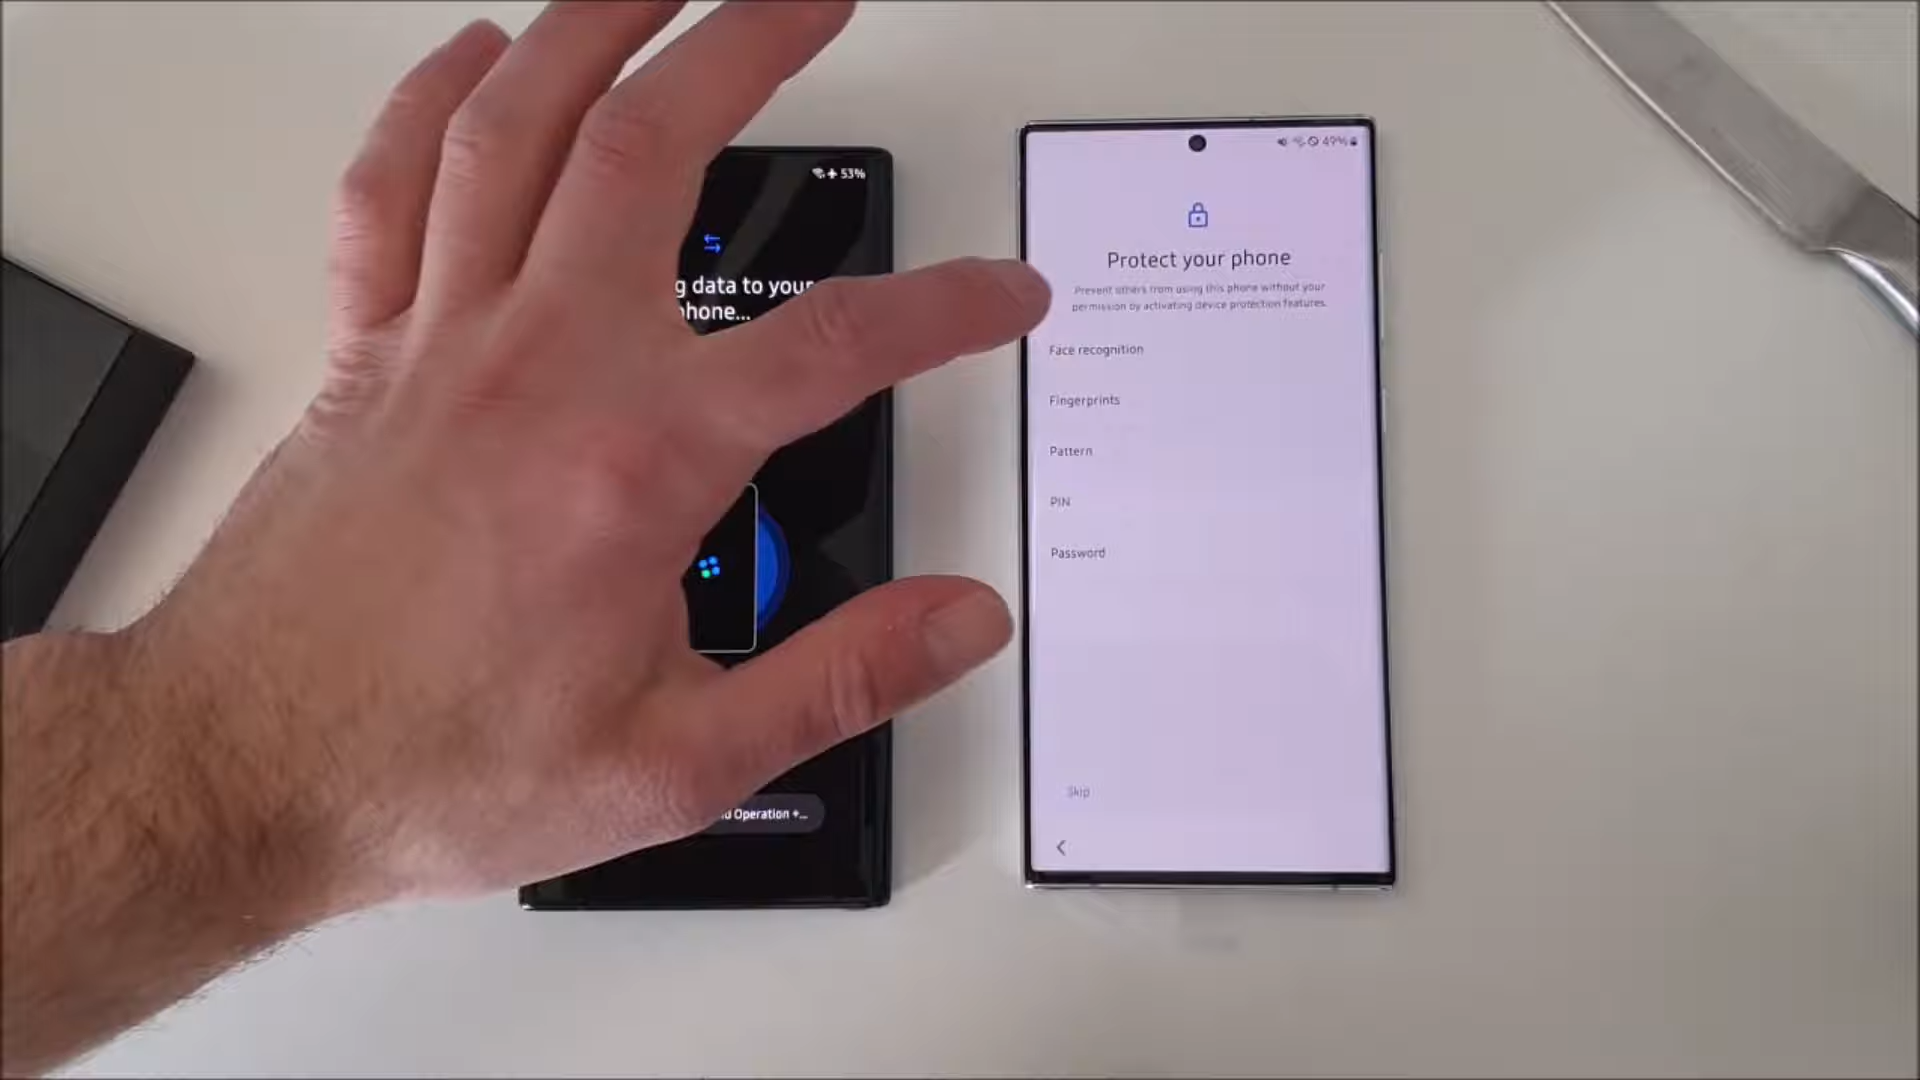 53%
g data to your
phone...
d Operation +...
49%
Protect your phone
Prevent others from using this phone without your
permission by activating device protection features.
Face recognition
Fingerprints
Pattern
PIN
Password
Skip